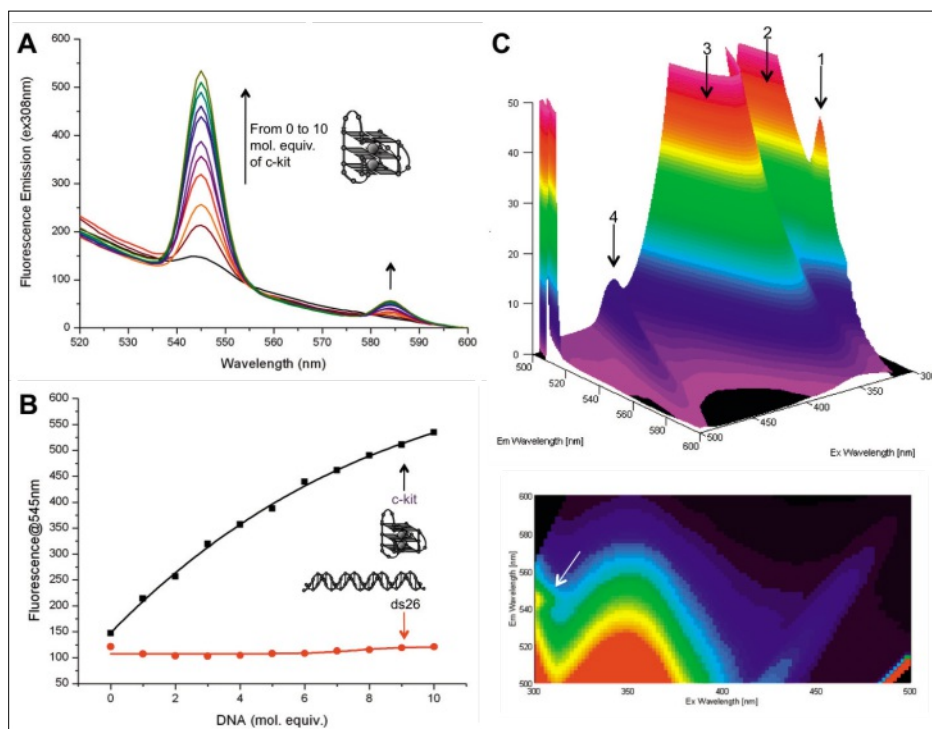 A
Fluorescence Emission (ex308nm)
600
500
400
300
200
100
0
From 0 to 10
mol. equiv.
of c-kit
520 530 540 550 560 570 580 590 600
Wavelength (nm)
B
Fluorescence@545nm
600
550
500
450
400
350
300
250
200
150
100
50
c-kit
ds26
0 2 4 6 8 10
DNA (mol. equiv.)
C
1
2
3
4
50
40
30
20
10
0
500
520
540
560
580
600
500
450
400
350
300
Em Wavelength [nm]
Ex Wavelength [nm]
600
580
560
540
520
500
Em Wavelength [nm]
300 350 400 450 500
Ex Wavelength [nm]